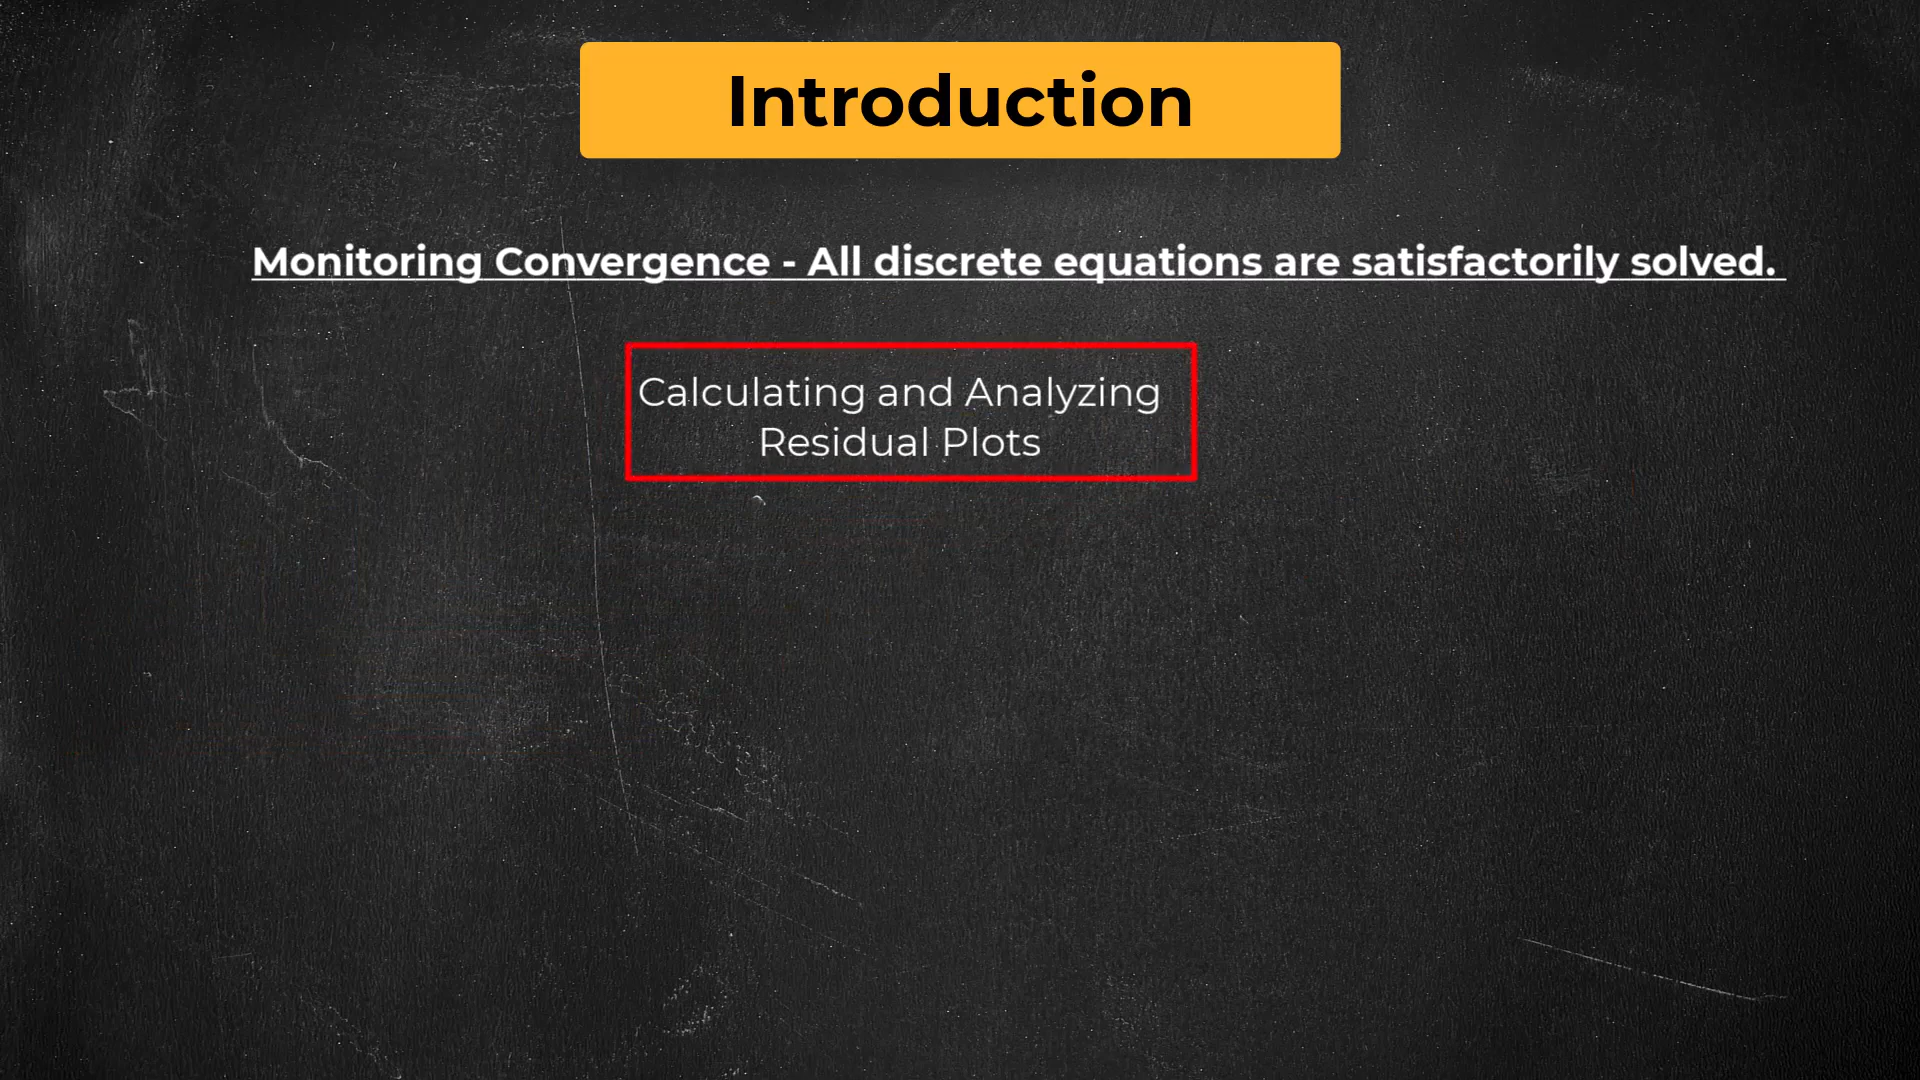 Introduction
Monitoring Convergence - All discrete equations are satisfactorily solved.
Calculating and Analyzing
Residual Plots